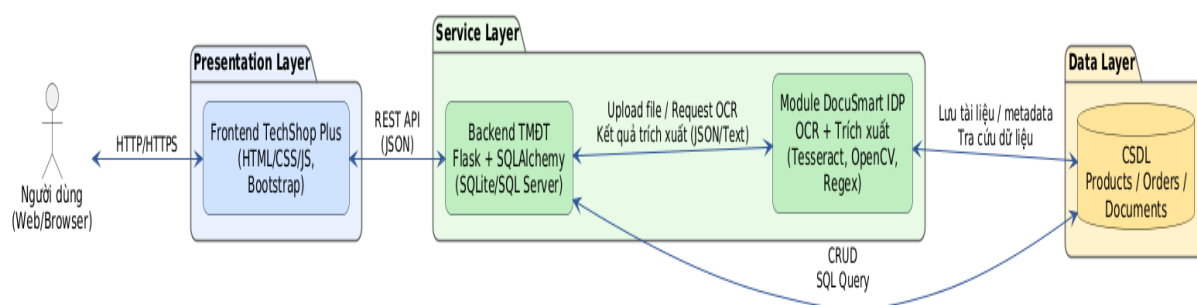 Người dùng
(Web/Browser)
HTTP/HTTPS
Presentation Layer
Frontend TechShop Plus
(HTML/CSS/JS,
Bootstrap)
REST API
(JSON)
Service Layer
Backend TMĐT
Flask + SQLAlchemy
(SQLite/SQL Server)
Upload file / Request OCR
Kết quả trích xuất (JSON/Text)
Module DocuSmart IDP
OCR + Trích xuất
(Tesseract, OpenCV,
Regex)
Lưu tài liệu / metadata
Tra cứu dữ liệu
Data Layer
CSDL
Products / Orders /
Documents
CRUD
SQL Query